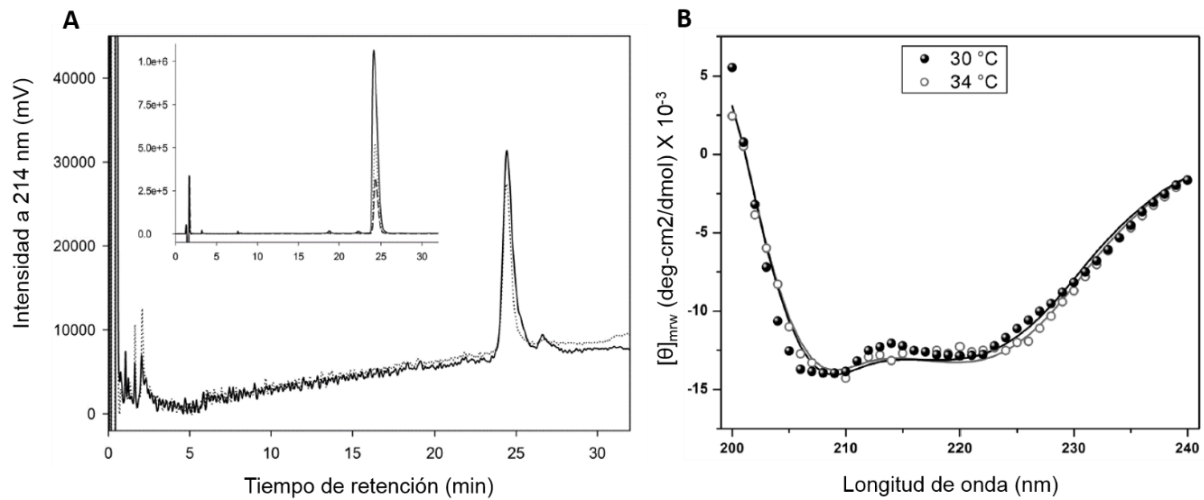 A
Intensidad a 214 nm (mV)
40000
30000
20000
10000
0
1.0e+6
7.5e+5
5.0e+5
2.5e+5
0.0
0 5 10 15 20 25 30
0 5 10 15 20 25 30
Tiempo de retención (min)
B
[θ]mrw (deg-cm2/dmol) X 10-3
5
0
-5
-10
-15
30 °C
34 °C
200 210 220 230 240
Longitud de onda (nm)